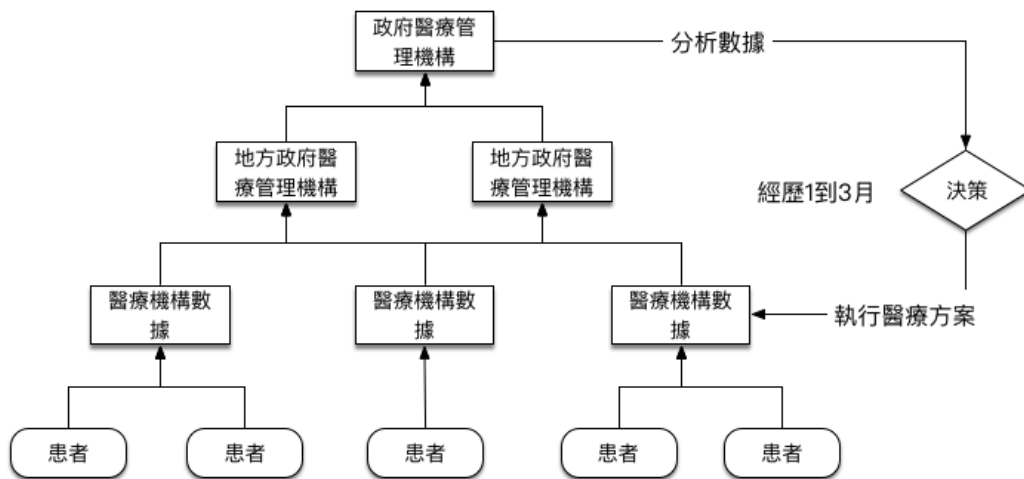 政府醫療管
理機構
分析數據
地方政府醫
療管理機構
地方政府醫
療管理機構
經歷1到3月
決策
醫療機構數
據
醫療機構數
據
醫療機構數
據
執行醫療方案
患者
患者
患者
患者
患者